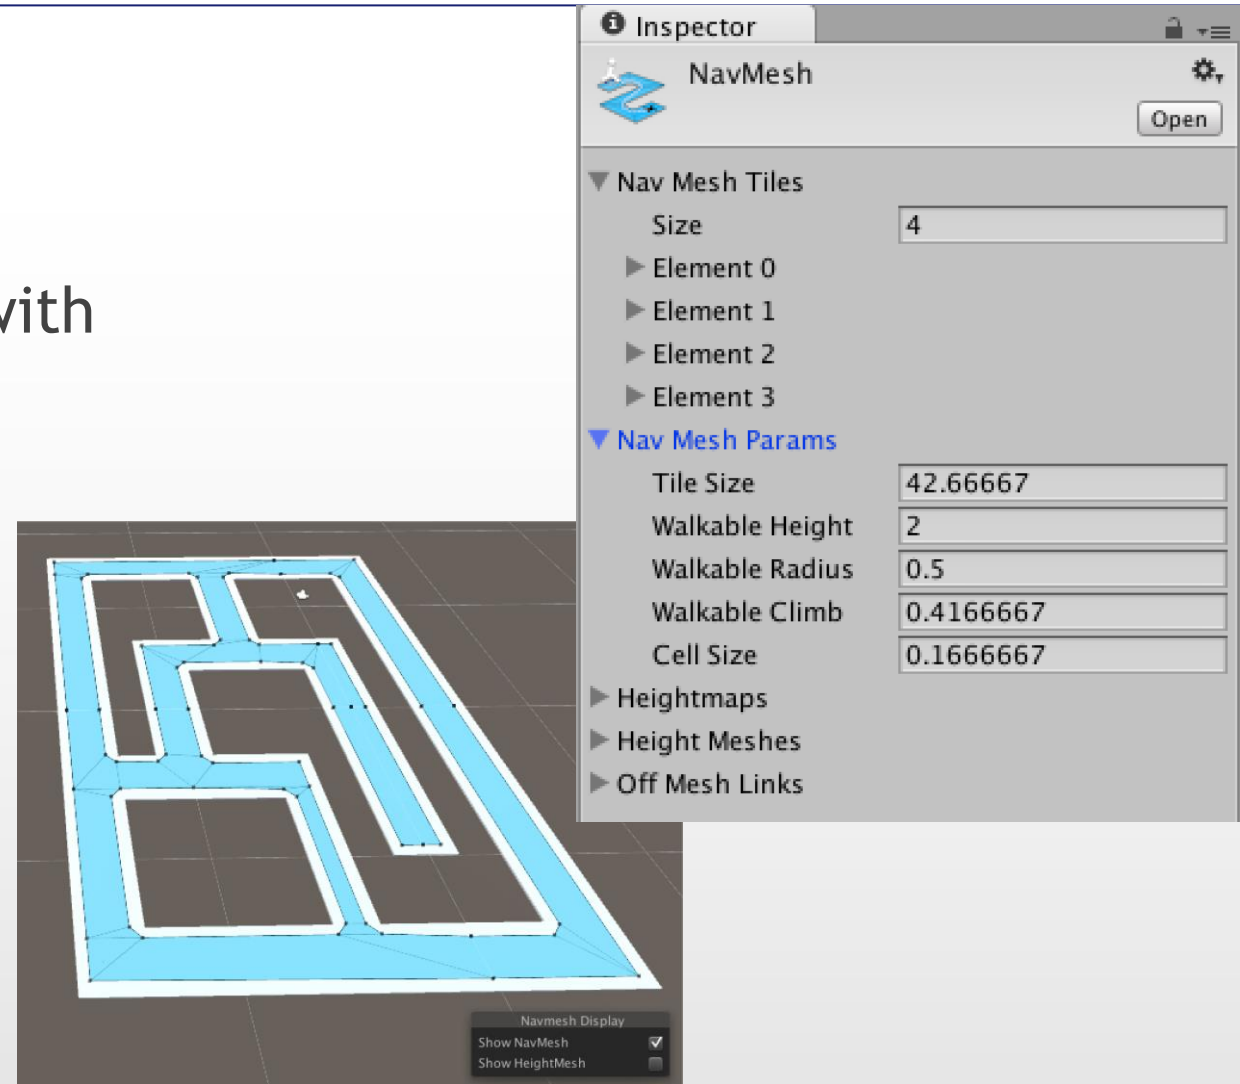 Inspector
NavMesh
Open
Nav Mesh Tiles
Size 4
Element 0
Element 1
Element 2
Element 3
Nav Mesh Params
Tile Size 42.66667
Walkable Height 2
Walkable Radius 0.5
Walkable Climb 0.4166667
Cell Size 0.1666667
Heightmaps
Height Meshes
Off Mesh Links
with
Navmesh Display
Show NavMesh
Show HeightMesh